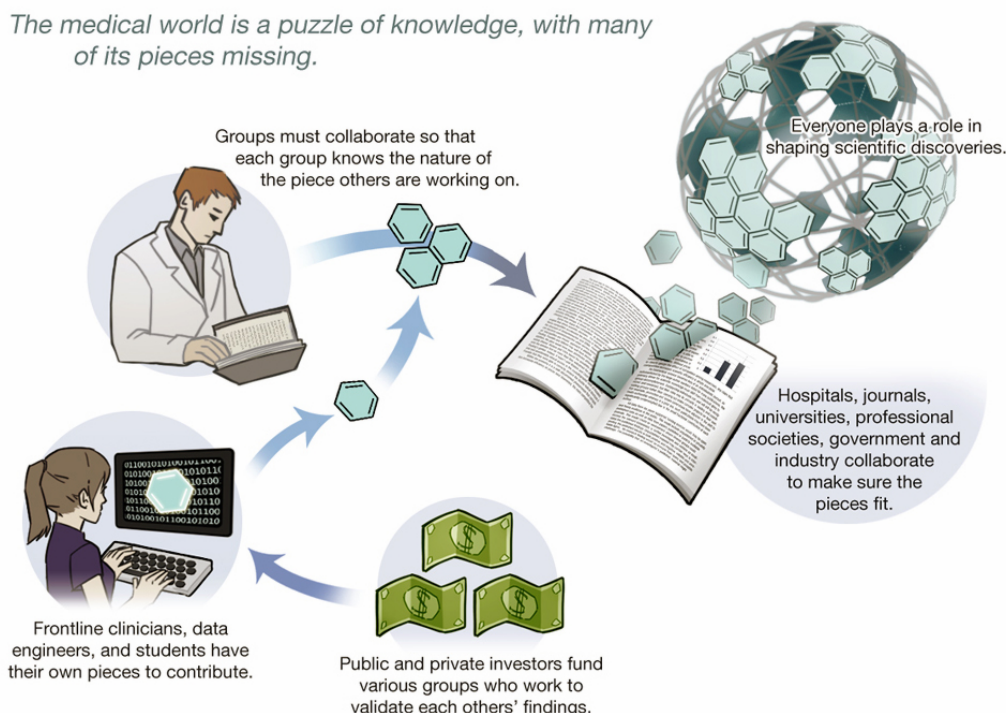 The medical world is a puzzle of knowledge, with many
of its pieces missing.
Groups must collaborate so that
each group knows the nature of
the piece others are working on.
Everyone plays a role in
shaping scientific discoveries.
Hospitals, journals,
universities, professional
societies, government and
industry collaborate
to make sure the
pieces fit.
Frontline clinicians, data
engineers, and students have
their own pieces to contribute.
Public and private investors fund
various groups who work to
validate each others' findings.